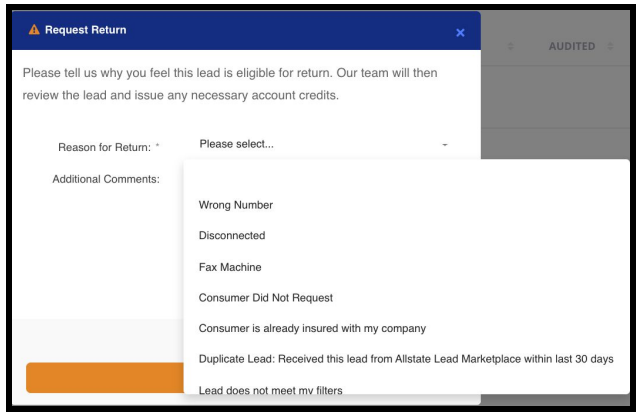 Request Return
×
AUDITED
Please tell us why you feel this lead is eligible for return. Our team will then
review the lead and issue any necessary account credits.
Reason for Return: *
Please select...
Additional Comments:
Wrong Number
Disconnected
Fax Machine
Consumer Did Not Request
Consumer is already insured with my company
Duplicate Lead: Received this lead from Allstate Lead Marketplace within last 30 days
Lead does not meet my filters